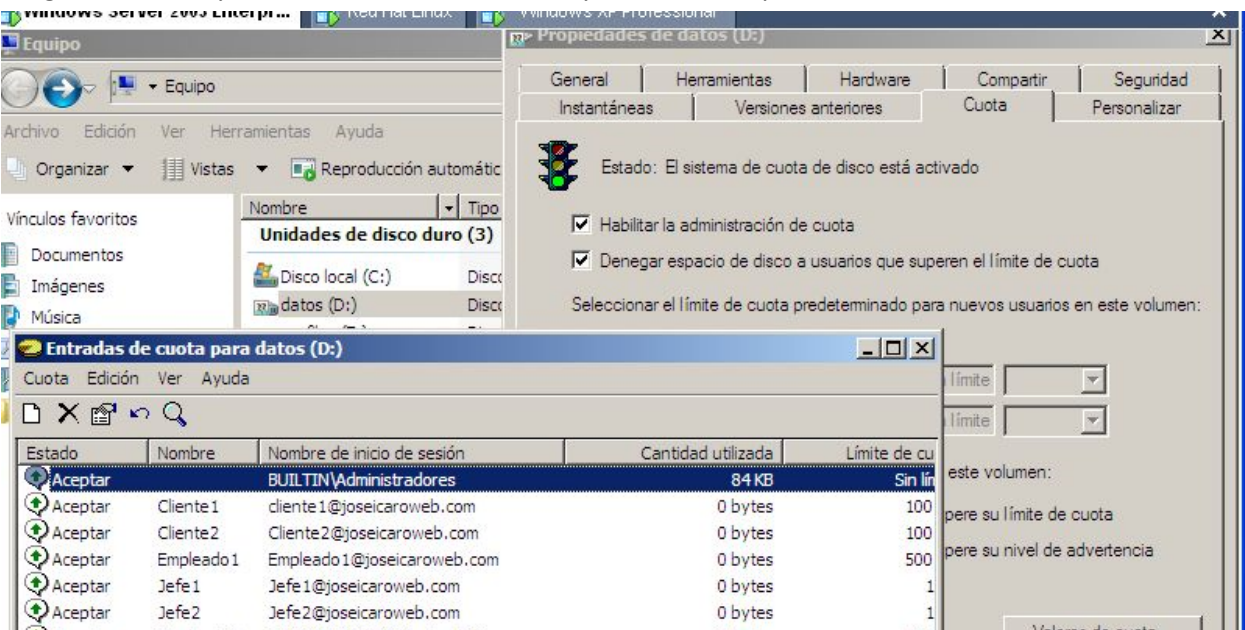 Windows Server 2003 Enterpr... Red Hat Linux Windows XP Professional
Equipo
Propiedades de datos (D:)
Equipo
Archivo Edición Ver Herramientas Ayuda
Organizar Vistas Reproducción automátic
Vínculos favoritos
Documentos
Imágenes
Música
Nombre Tipo
Unidades de disco duro (3)
Disco local (C:) Disco
datos (D:) Disco
General Herramientas Hardware Compartir Seguridad
Instantáneas Versiones anteriores Cuota Personalizar
Estado: El sistema de cuota de disco está activado
Habilitar la administración de cuota
Denegar espacio de disco a usuarios que superen el límite de cuota
Seleccionar el límite de cuota predeterminado para nuevos usuarios en este volumen:
límite
límite
este volumen:
pere su límite de cuota
pere su nivel de advertencia
Entradas de cuota para datos (D:)
Cuota Edición Ver Ayuda
Estado Nombre Nombre de inicio de sesión Cantidad utilizada Límite de cu
Aceptar BUILTIN\Administradores 84 KB Sin lím
Aceptar Cliente1 cliente1@joseicaroweb.com 0 bytes 100
Aceptar Cliente2 Cliente2@joseicaroweb.com 0 bytes 100
Aceptar Empleado1 Empleado1@joseicaroweb.com 0 bytes 500
Aceptar Jefe1 Jefe1@joseicaroweb.com 0 bytes 1
Aceptar Jefe2 Jefe2@joseicaroweb.com 0 bytes 1